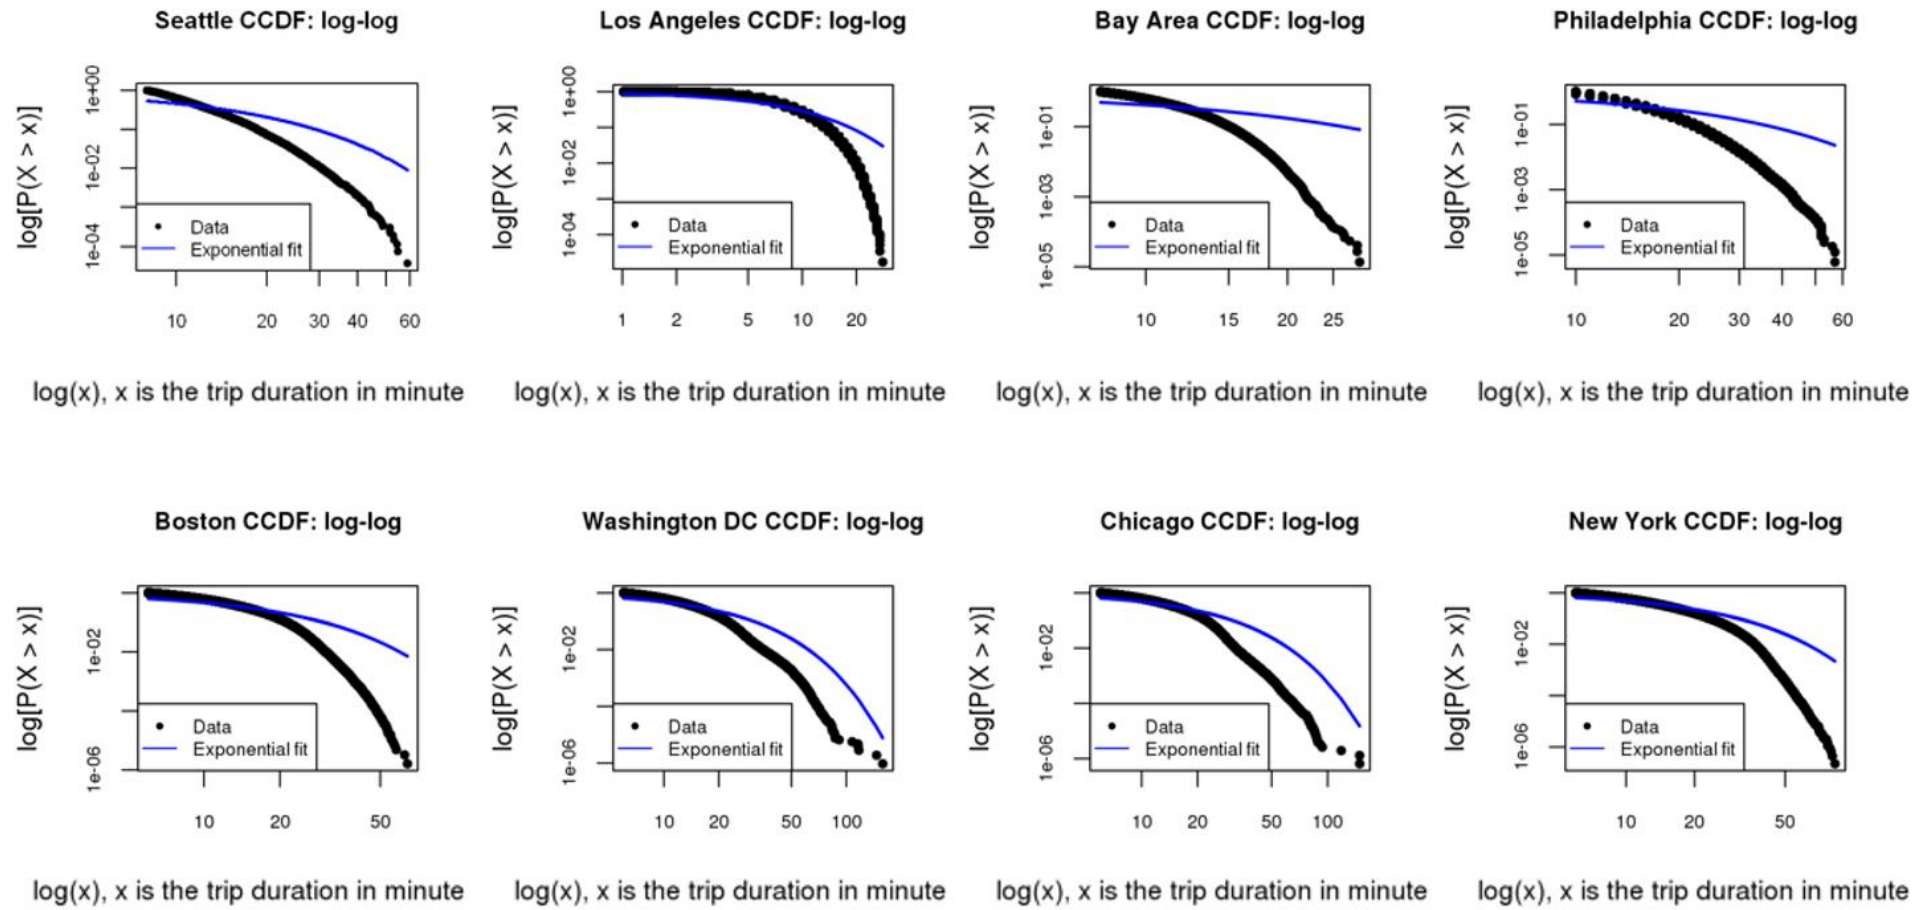 Seattle CCDF: log-log
log[P(X > x)]
1e+00
1e-02
1e-04
Data
Exponential fit
10 20 30 40 60
log(x), x is the trip duration in minute
Los Angeles CCDF: log-log
log[P(X > x)]
1e+00
1e-02
1e-04
Data
Exponential fit
1 2 5 10 20
log(x), x is the trip duration in minute
Bay Area CCDF: log-log
log[P(X > x)]
1e-01
1e-03
1e-05
Data
Exponential fit
10 15 20 25
log(x), x is the trip duration in minute
Philadelphia CCDF: log-log
log[P(X > x)]
1e-01
1e-03
1e-05
Data
Exponential fit
10 20 30 40 60
log(x), x is the trip duration in minute
Boston CCDF: log-log
log[P(X > x)]
1e-02
1e-06
Data
Exponential fit
10 20 50
log(x), x is the trip duration in minute
Washington DC CCDF: log-log
log[P(X > x)]
1e-02
1e-06
Data
Exponential fit
10 20 50 100
log(x), x is the trip duration in minute
Chicago CCDF: log-log
log[P(X > x)]
1e-02
1e-06
Data
Exponential fit
10 20 50 100
log(x), x is the trip duration in minute
New York CCDF: log-log
log[P(X > x)]
1e-02
1e-06
Data
Exponential fit
10 20 50
log(x), x is the trip duration in minute